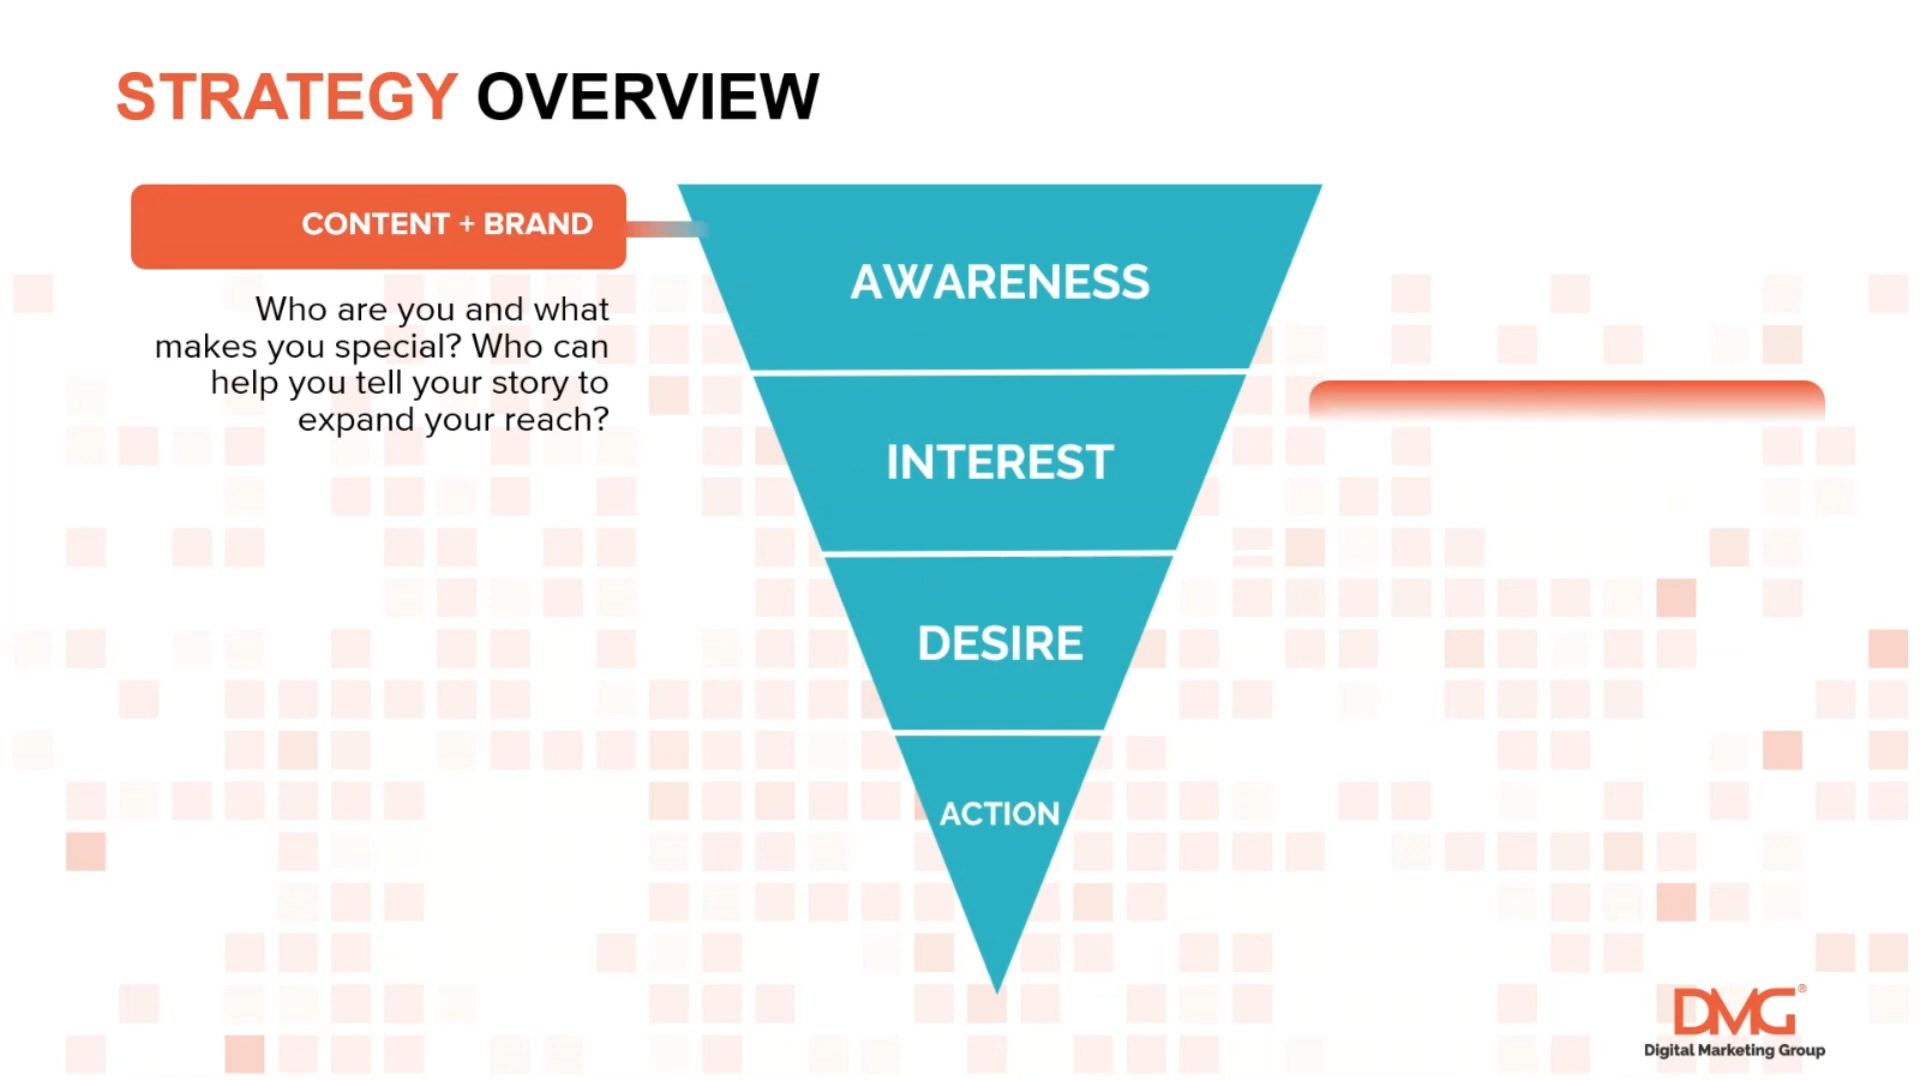 STRATEGY OVERVIEW
CONTENT + BRAND
Who are you and what
makes you special? Who can
help you tell your story to
expand your reach?
AWARENESS
INTEREST
DESIRE
ACTION
DMG®
Digital Marketing Group